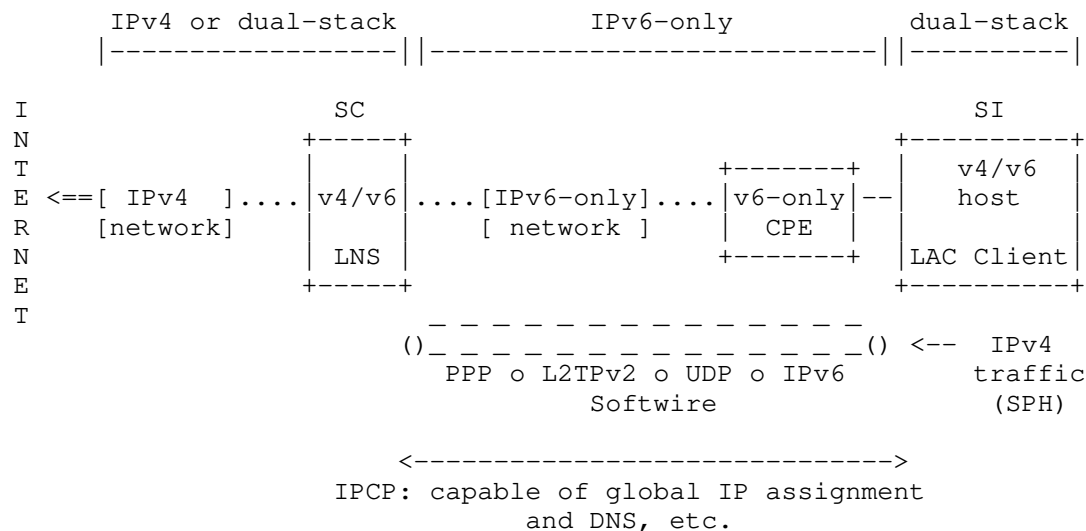 IPv4 or dual-stack IPv6-only dual-stack
|------------------||----------------------------||----------|
I SC SI
N +-----+ +----------+
T | | +-------+ | v4/v6 |
E <==[ IPv4 ]....|v4/v6|....[IPv6-only]....|v6-only|--| host |
R [network] | | [ network ] | CPE | | |
N | LNS | +-------+ |LAC Client|
E +-----+ +----------+
T _ _ _ _ _ _ _ _ _ _ _ _ _ _
()_ _ _ _ _ _ _ _ _ _ _ _ _ _() <-- IPv4
PPP o L2TPv2 o UDP o IPv6 traffic
Softwire (SPH)
<------------------------------>
IPCP: capable of global IP assignment
and DNS, etc.